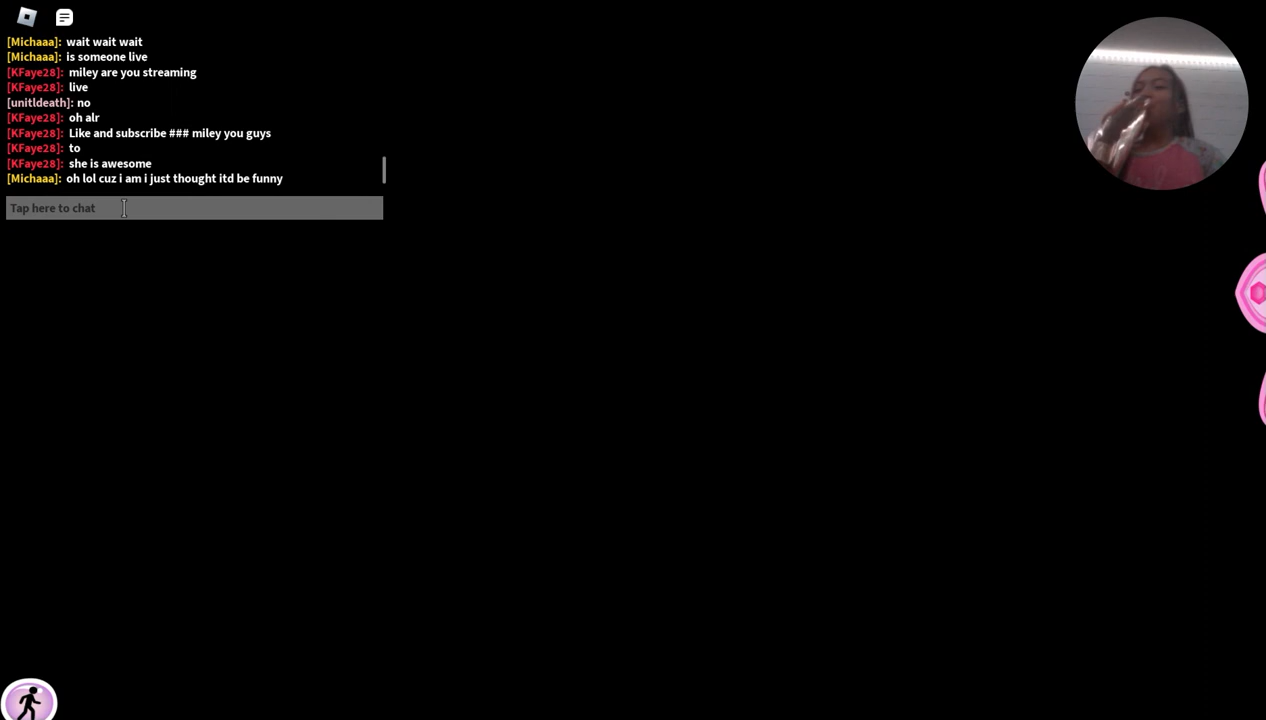 [Michaaa]: wait wait wait
[Michaaa]: is someone live
[KFaye28]: miley are you streaming
[KFaye28]: live
[unitldeath]: no
[KFaye28]: oh alr
[KFaye28]: Like and subscribe ### miley you guys
[KFaye28]: to
[KFaye28]: she is awesome
[Michaaa]: oh lol cuz i am i just thought itd be funny
Tap here to chat